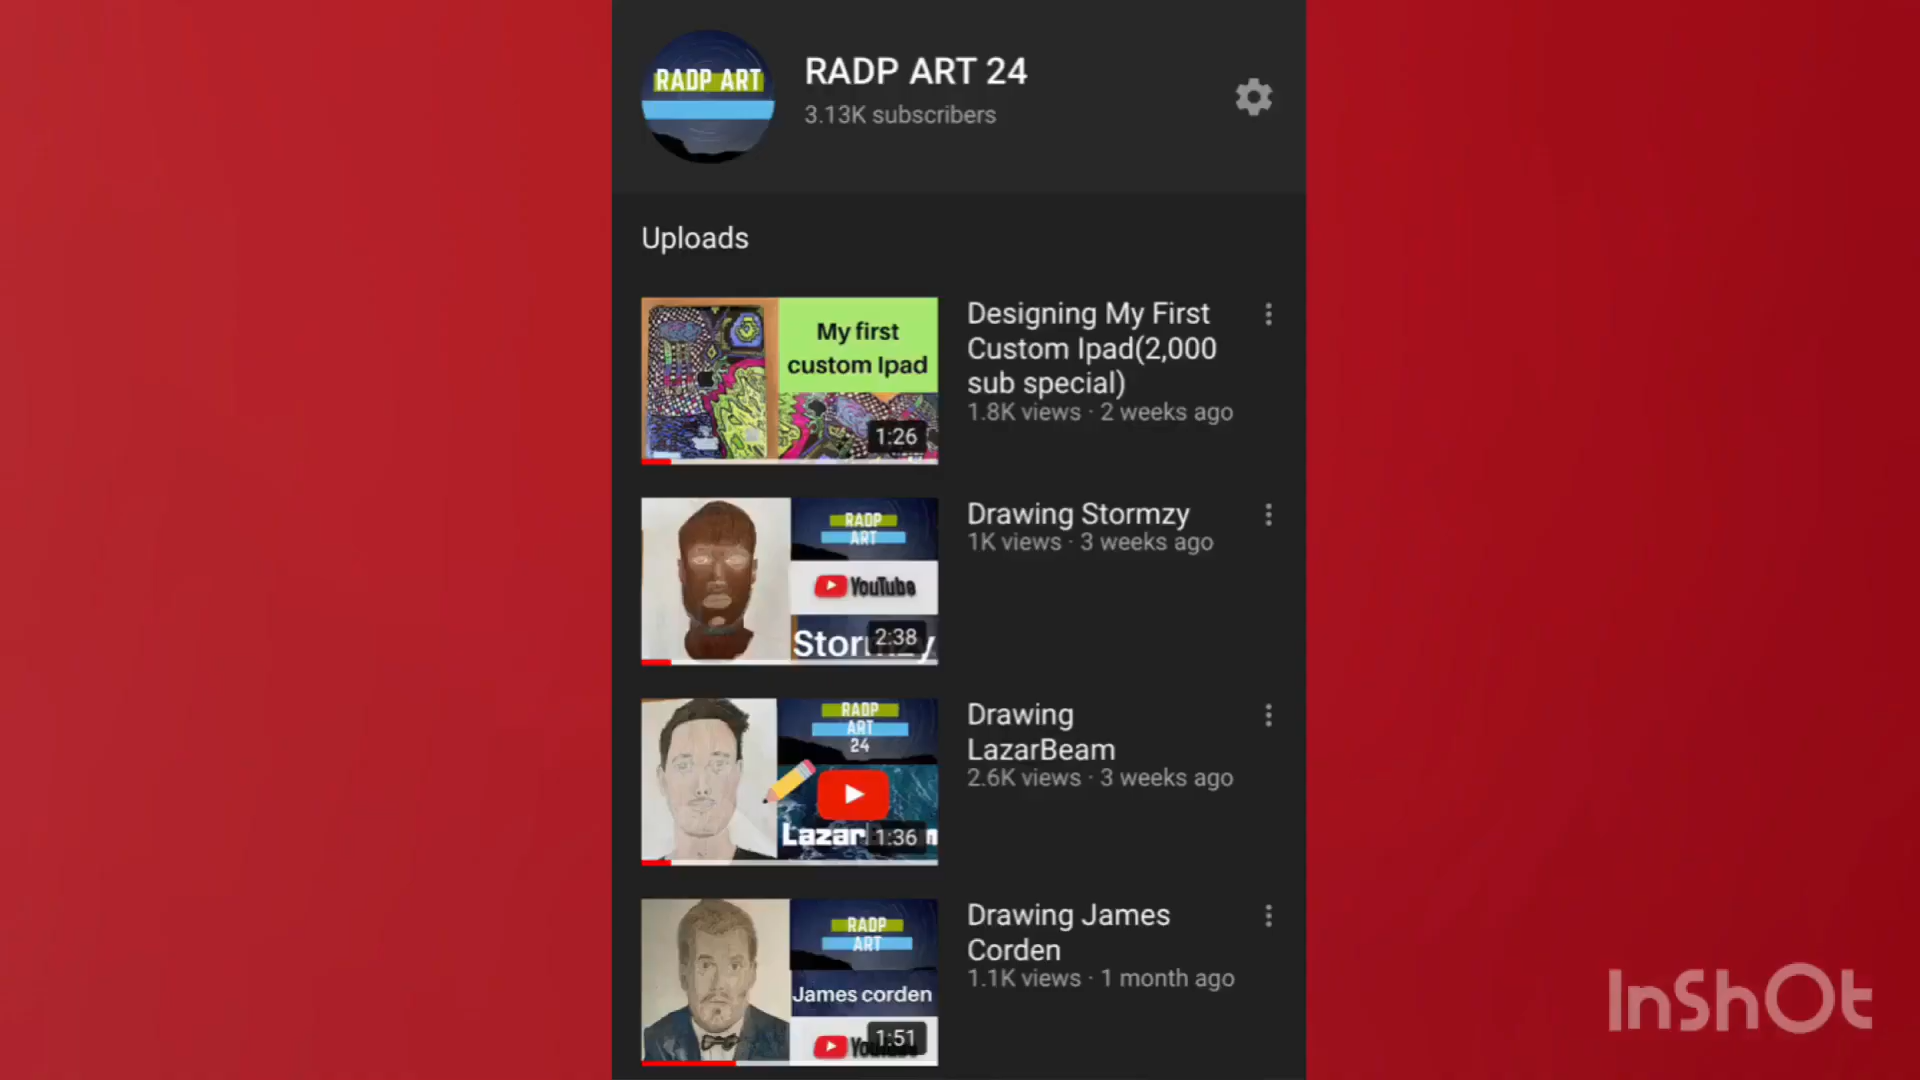 RADP ART
RADP ART 24
3.13K subscribers
Uploads
My first
custom Ipad
1:26
Designing My First
Custom Ipad(2,000
sub special)
1.8K views · 2 weeks ago
RADP
ART
YouTube
2:38
Drawing Stormzy
1K views · 3 weeks ago
RADP
ART
24
1:36
Drawing
LazarBeam
2.6K views · 3 weeks ago
RADP
ART
James corden
1:51
Drawing James
Corden
1.1K views · 1 month ago
InShOt